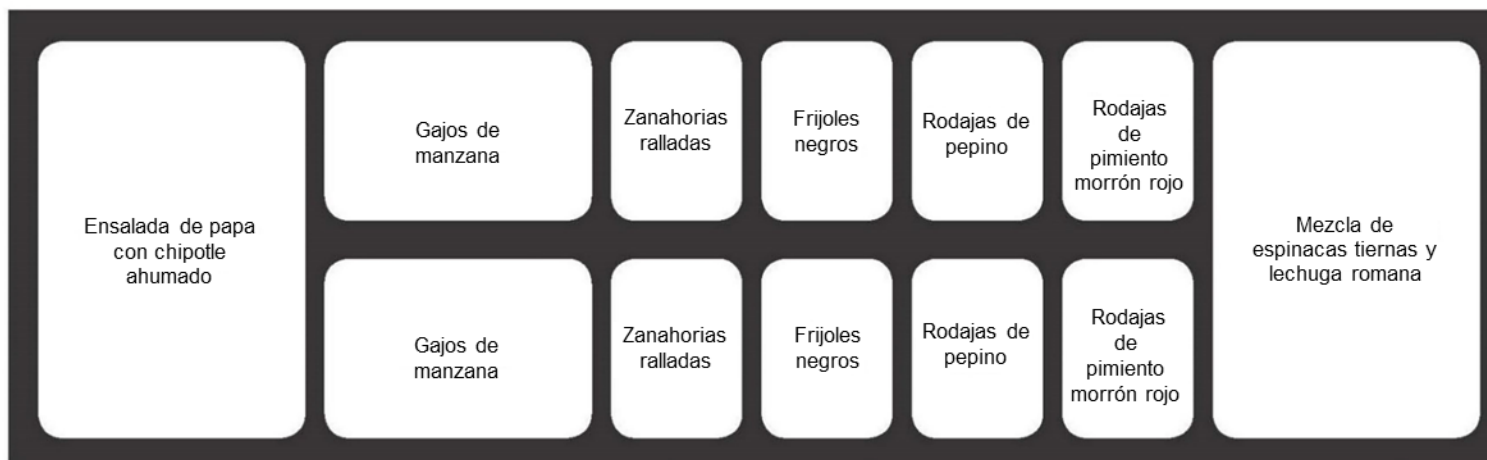 Ensalada de papa
con chipotle
ahumado
Gajos de
manzana
Zanahorias
ralladas
Frijoles
negros
Rodajas de
pepino
Rodajas
de
pimiento
morrón rojo
Mezcla de
espinacas tiernas y
lechuga romana
Gajos de
manzana
Zanahorias
ralladas
Frijoles
negros
Rodajas de
pepino
Rodajas
de
pimiento
morrón rojo